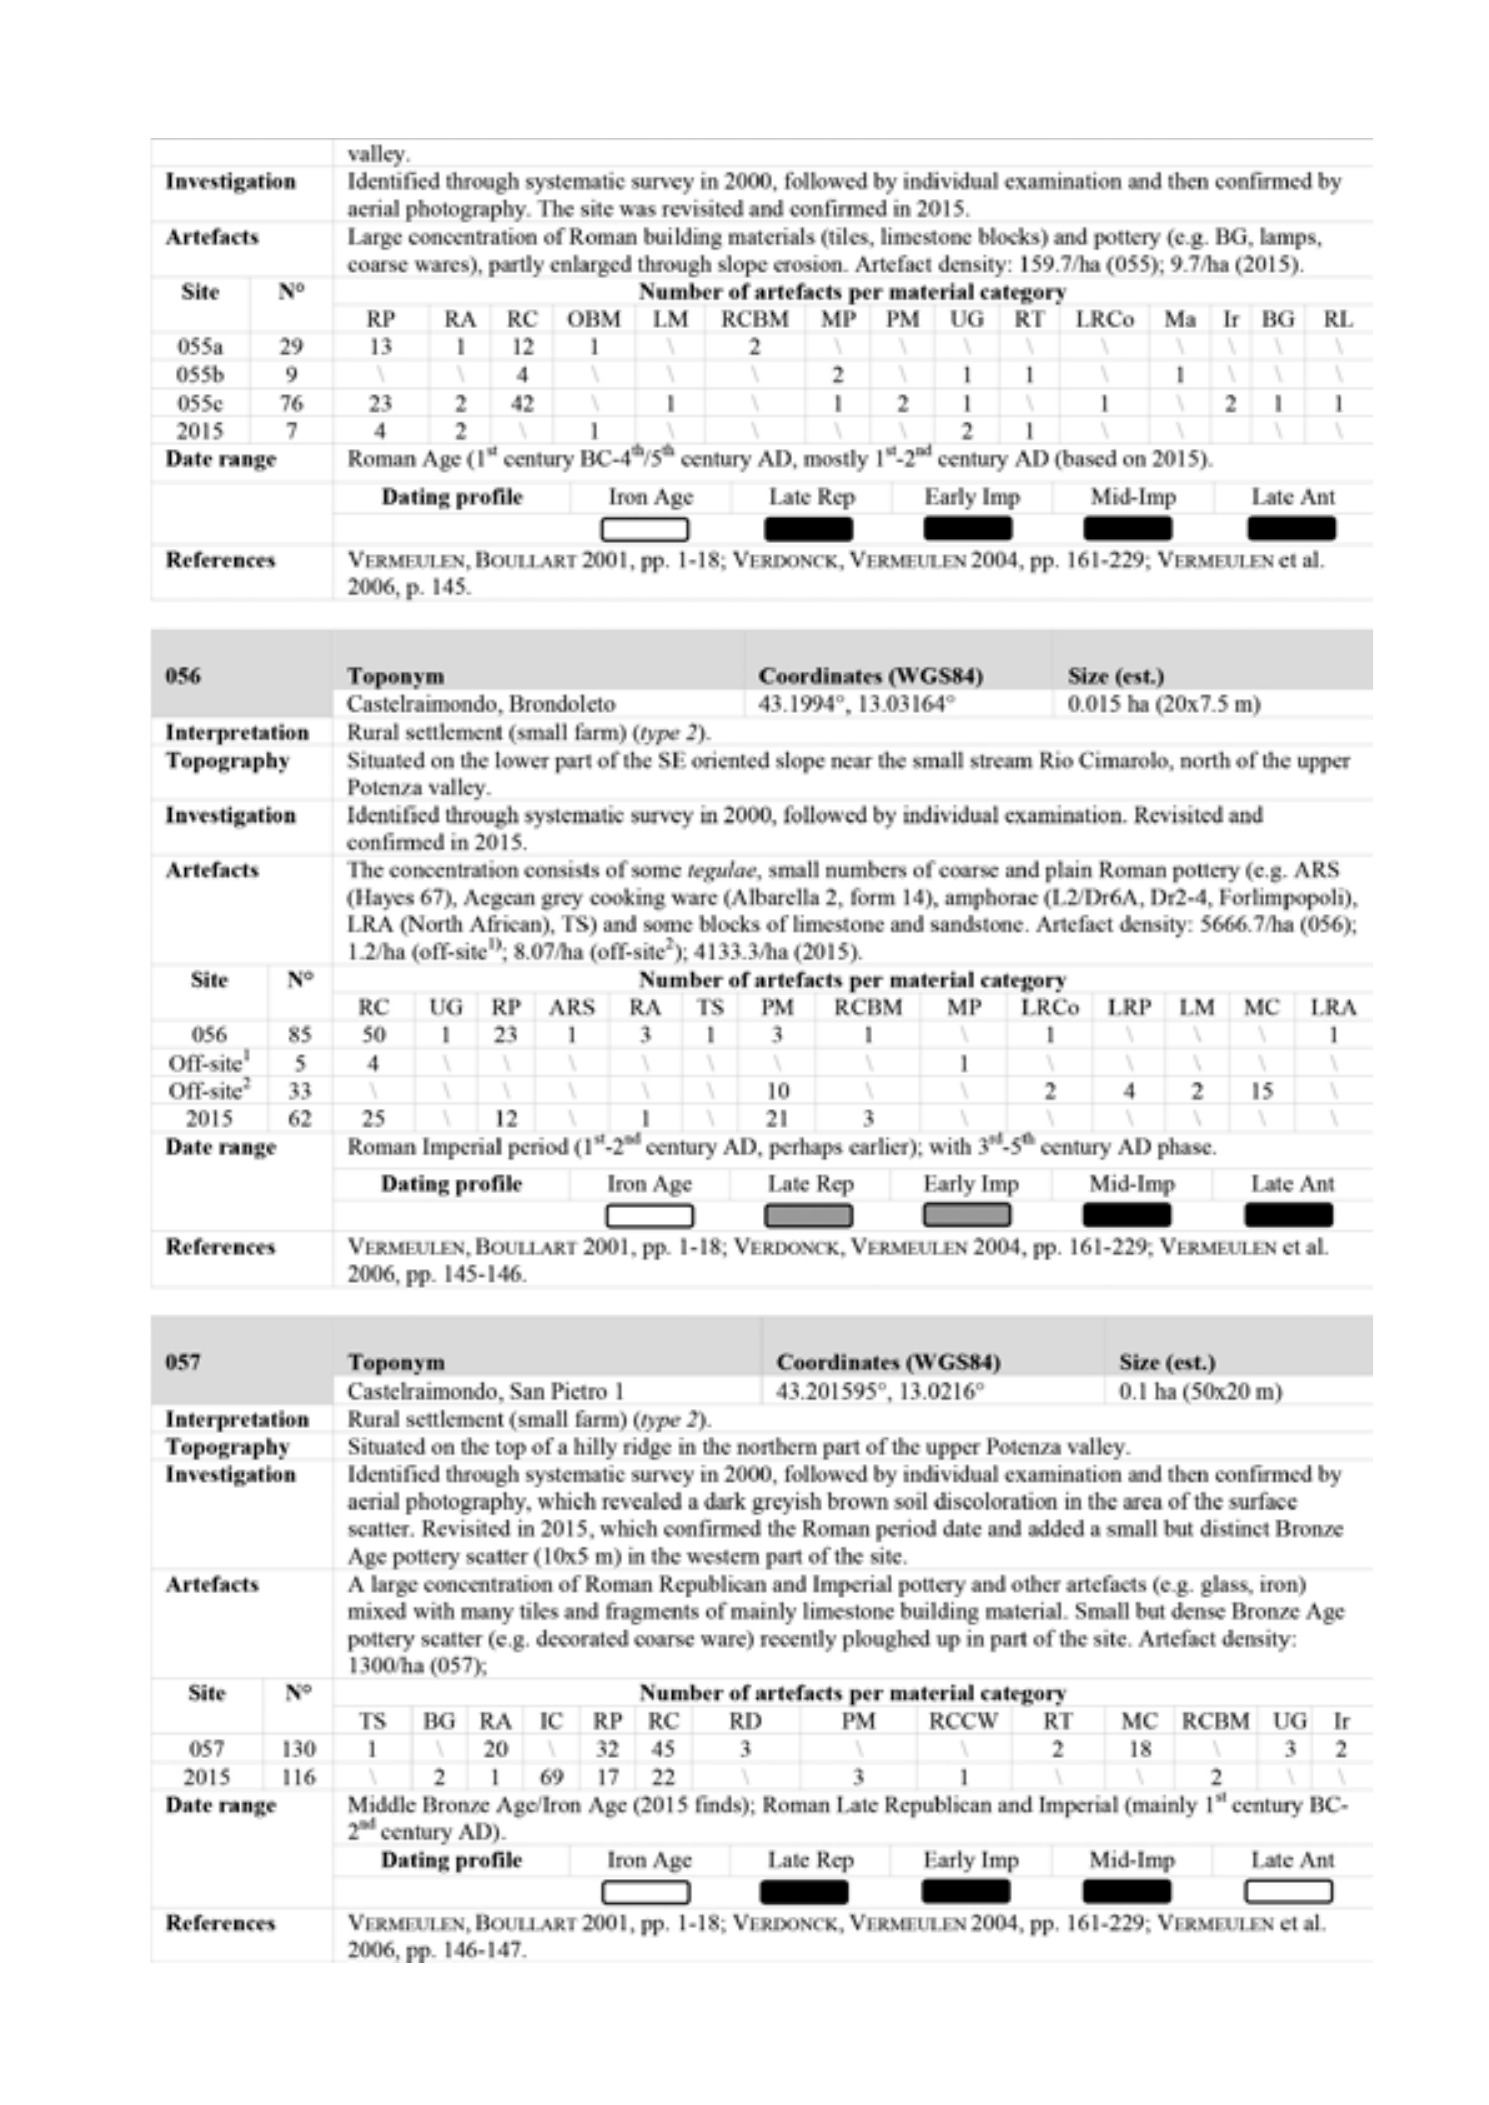 valley.
Investigation Identified through systematic survey in 2000, followed by individual examination and then confirmed by
aerial photography. The site was revisited and confirmed in 2015.
Artefacts Large concentration of Roman building materials (tiles, limestone blocks) and pottery (e.g. BG, lamps,
coarse wares), partly enlarged through slope erosion. Artefact density: 159.7/ha (055); 9.7/ha (2015).
Site N° Number of artefacts per material category
RP RA RC OBM LM RCBM MP PM UG RT LRCo Ma Ir BG RL
055a 29 13 1 12 1 \ 2 \ \ \ \ \ \ \ \ \
055b 9 \ \ 4 \ \ \ 2 \ 1 1 \ 1 \ \ \
055c 76 23 2 42 \ 1 \ 1 2 1 \ 1 \ 2 1 1
2015 7 4 2 \ 1 \ \ \ \ 2 1 \ \ \ \
Date range Roman Age (1st century BC-4th/5th century AD, mostly 1st-2nd century AD (based on 2015).
Dating profile Iron Age Late Rep Early Imp Mid-Imp Late Ant
References VERMEULEN, BOULLART 2001, pp. 1-18; VERDONCK, VERMEULEN 2004, pp. 161-229; VERMEULEN et al.
2006, p. 145.
056 Toponym Coordinates (WGS84) Size (est.)
Castelraimondo, Brondoleto 43.1994°, 13.03164° 0.015 ha (20x7.5 m)
Interpretation Rural settlement (small farm) (type 2).
Topography Situated on the lower part of the SE oriented slope near the small stream Rio Cimarolo, north of the upper
Potenza valley.
Investigation Identified through systematic survey in 2000, followed by individual examination. Revisited and
confirmed in 2015.
Artefacts The concentration consists of some tegulae, small numbers of coarse and plain Roman pottery (e.g. ARS
(Hayes 67), Aegean grey cooking ware (Albarella 2, form 14), amphorae (L2/Dr6A, Dr2-4, Forlimpopoli),
LRA (North African), TS) and some blocks of limestone and sandstone. Artefact density: 5666.7/ha (056);
1.2/ha (off-site1); 8.07/ha (off-site2); 4133.3/ha (2015).
Site N° Number of artefacts per material category
RC UG RP ARS RA TS PM RCBM MP LRCo LRP LM MC LRA
056 85 50 1 23 1 3 1 3 1 \ 1 \ \ \ 1
Off-site1 5 4 \ \ \ \ \ \ \ 1 \ \ \ \ \
Off-site2 33 \ \ \ \ \ \ 10 \ \ 2 4 2 15 \
2015 62 25 \ 12 \ 1 \ 21 3 \ \ \ \ \ \
Date range Roman Imperial period (1st-2nd century AD, perhaps earlier); with 3rd-5th century AD phase.
Dating profile Iron Age Late Rep Early Imp Mid-Imp Late Ant
References VERMEULEN, BOULLART 2001, pp. 1-18; VERDONCK, VERMEULEN 2004, pp. 161-229; VERMEULEN et al.
2006, pp. 145-146.
057 Toponym Coordinates (WGS84) Size (est.)
Castelraimondo, San Pietro 1 43.201595°, 13.0216° 0.1 ha (50x20 m)
Interpretation Rural settlement (small farm) (type 2).
Topography Situated on the top of a hilly ridge in the northern part of the upper Potenza valley.
Investigation Identified through systematic survey in 2000, followed by individual examination and then confirmed by
aerial photography, which revealed a dark greyish brown soil discoloration in the area of the surface
scatter. Revisited in 2015, which confirmed the Roman period date and added a small but distinct Bronze
Age pottery scatter (10x5 m) in the western part of the site.
Artefacts A large concentration of Roman Republican and Imperial pottery and other artefacts (e.g. glass, iron)
mixed with many tiles and fragments of mainly limestone building material. Small but dense Bronze Age
pottery scatter (e.g. decorated coarse ware) recently ploughed up in part of the site. Artefact density:
1300/ha (057);
Site N° Number of artefacts per material category
TS BG RA IC RP RC RD PM RCCW RT MC RCBM UG Ir
057 130 1 \ 20 \ 32 45 3 \ \ 2 18 \ 3 2
2015 116 \ 2 1 69 17 22 \ 3 1 \ \ 2 \ \
Date range Middle Bronze Age/Iron Age (2015 finds); Roman Late Republican and Imperial (mainly 1st century BC-
2nd century AD).
Dating profile Iron Age Late Rep Early Imp Mid-Imp Late Ant
References VERMEULEN, BOULLART 2001, pp. 1-18; VERDONCK, VERMEULEN 2004, pp. 161-229; VERMEULEN et al.
2006, pp. 146-147.